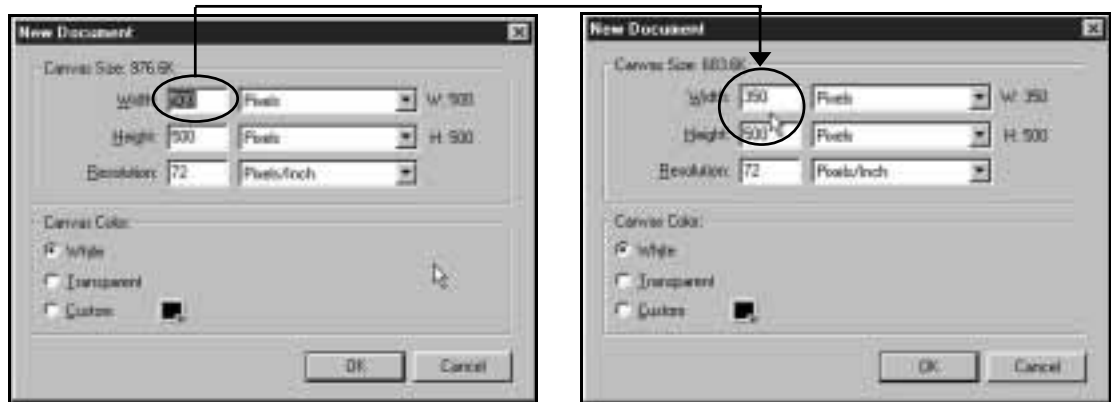 New Document
Canvas Size: 976.6K
Width: Pixels W: 500
Height: 500 Pixels H: 500
Resolution: 72 Pixels/Inch
Canvas Color:
White
Transparent
Custom
OK Cancel
New Document
Canvas Size: 683.6K
Width: 350 Pixels W: 350
Height: 500 Pixels H: 500
Resolution: 72 Pixels/Inch
Canvas Color:
White
Transparent
Custom
OK Cancel